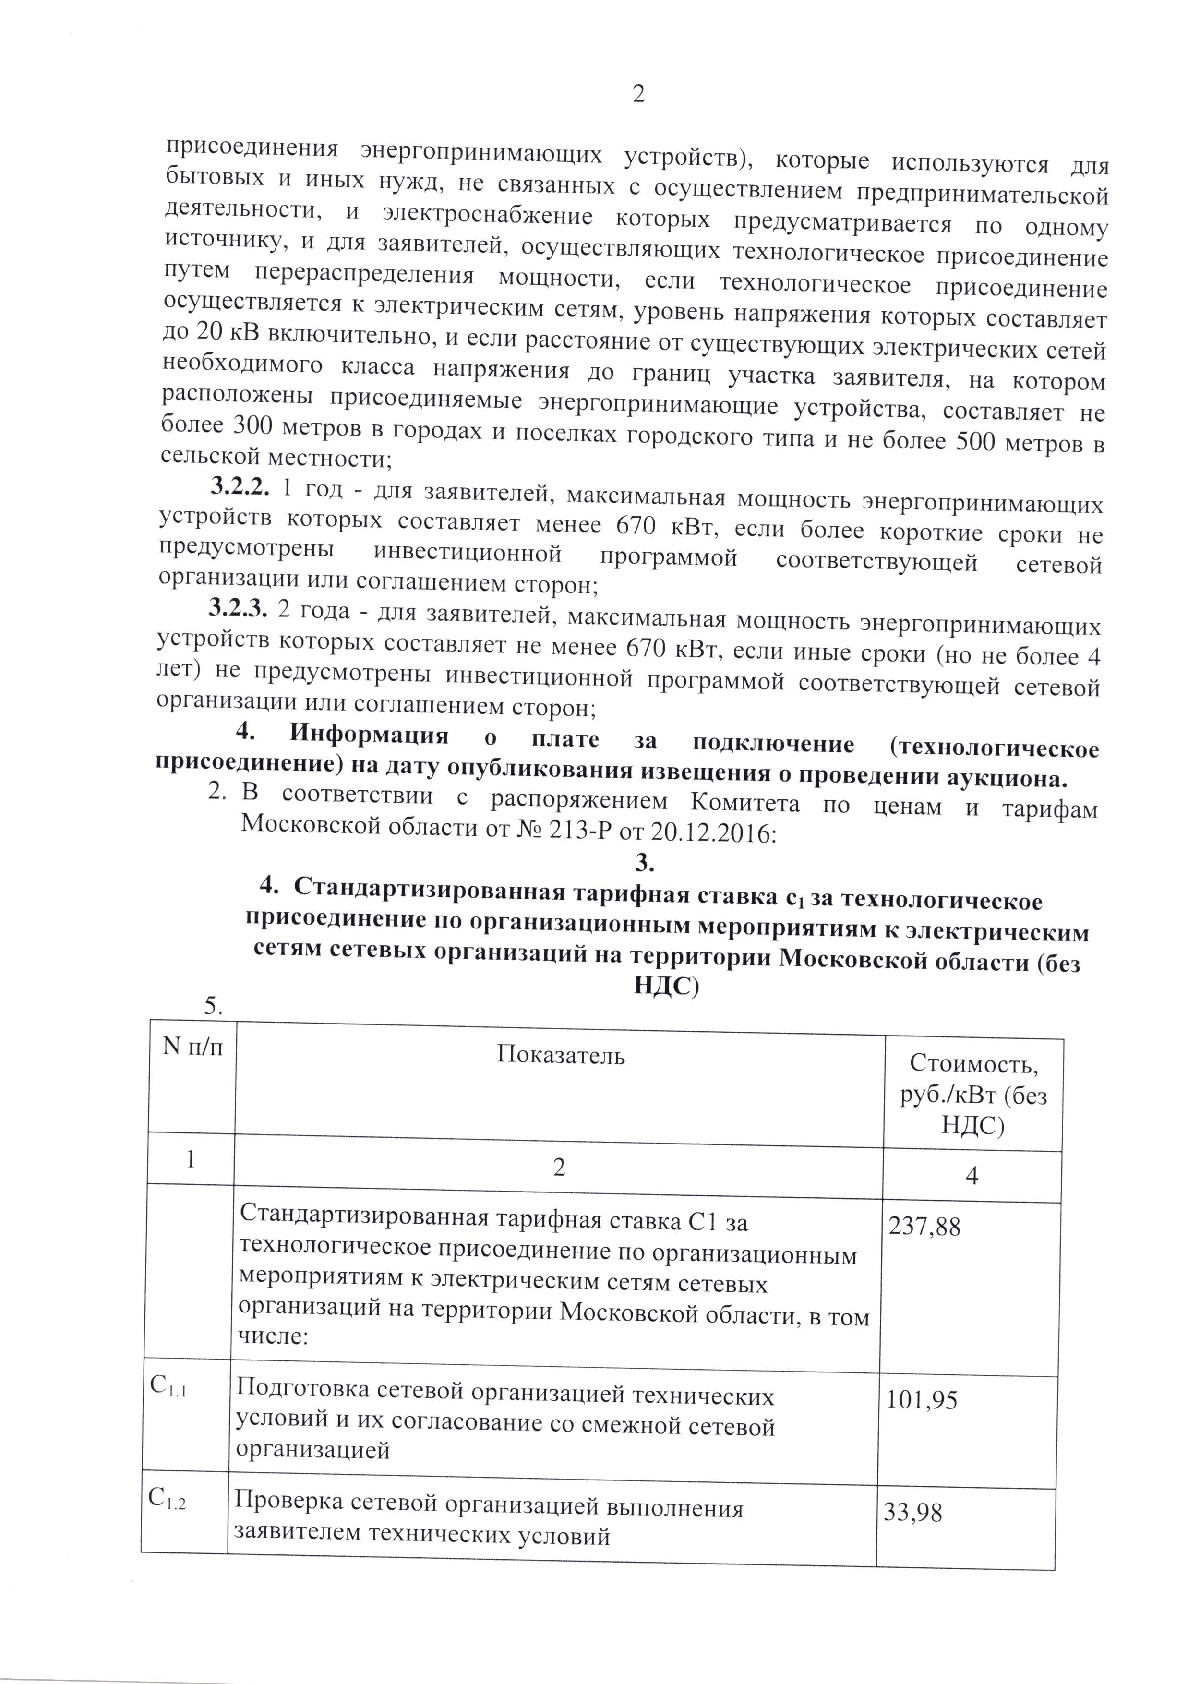 2
присоединения энергопринимающих устройств), которые используются для
бытовых и иных нужд, не связанных с осуществлением предпринимательской
деятельности, и электроснабжение которых предусматривается по одному
источнику, и для заявителей, осуществляющих технологическое присоединение
путем перераспределения мощности, если технологическое присоединение
осуществляется к электрическим сетям, уровень напряжения которых составляет
до 20 кВ включительно, и если расстояние от существующих электрических сетей
необходимого класса напряжения до границ участка заявителя, на котором
расположены присоединяемые энергопринимающие устройства, составляет не
более 300 метров в городах и поселках городского типа и не более 500 метров в
сельской местности;
3.2.2. 1 год - для заявителей, максимальная мощность энергопринимающих
устройств которых составляет менее 670 кВт, если более короткие сроки не
предусмотрены инвестиционной программой соответствующей сетевой
организации или соглашением сторон;
3.2.3. 2 года - для заявителей, максимальная мощность энергопринимающих
устройств которых составляет не менее 670 кВт, если иные сроки (но не более 4
лет) не предусмотрены инвестиционной программой соответствующей сетевой
организации или соглашением сторон;
4. Информация о плате за подключение (технологическое
присоединение) на дату опубликования извещения о проведении аукциона.
2. В соответствии с распоряжением Комитета по ценам и тарифам
Московской области от № 213-Р от 20.12.2016:
3.
4. Стандартизированная тарифная ставка с1 за технологическое
присоединение по организационным мероприятиям к электрическим
сетям сетевых организаций на территории Московской области (без
НДС)
5.
N п/п
Показатель
Стоимость,
руб./кВт (без
НДС)
1
2
4
Стандартизированная тарифная ставка С1 за
технологическое присоединение по организационным
мероприятиям к электрическим сетям сетевых
организаций на территории Московской области, в том
числе:
237,88
С1.1
Подготовка сетевой организацией технических
условий и их согласование со смежной сетевой
организацией
101,95
С1.2
Проверка сетевой организацией выполнения
заявителем технических условий
33,98